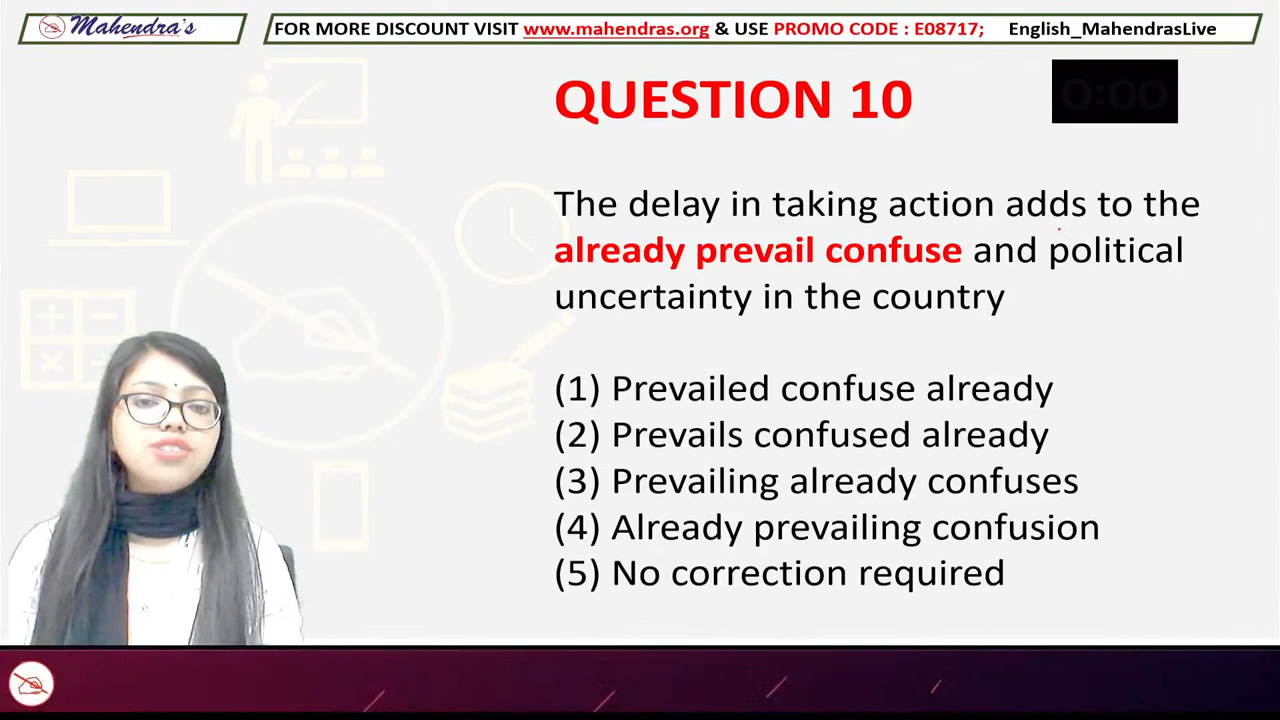 Mahendra's
FOR MORE DISCOUNT VISIT www.mahendras.org & USE PROMO CODE : E08717; English_MahendrasLive
QUESTION 10
0:00
The delay in taking action adds to the
already prevail confuse and political
uncertainty in the country
(1) Prevailed confuse already
(2) Prevails confused already
(3) Prevailing already confuses
(4) Already prevailing confusion
(5) No correction required